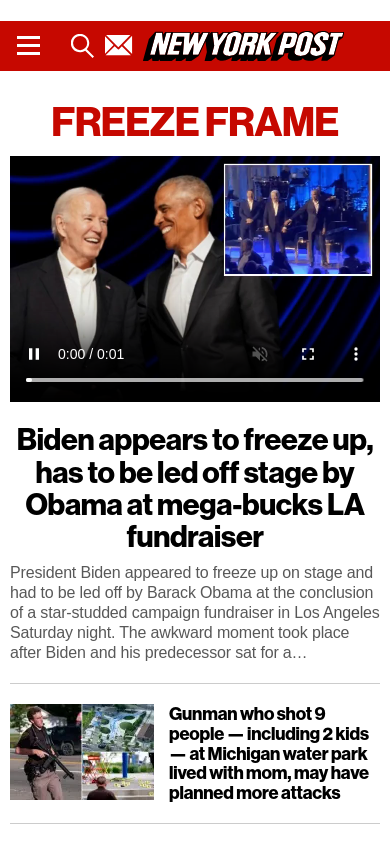 NEW YORK POST
FREEZE FRAME
0:00 / 0:01
Biden appears to freeze up,
has to be led off stage by
Obama at mega-bucks LA
fundraiser
President Biden appeared to freeze up on stage and
had to be led off by Barack Obama at the conclusion
of a star-studded campaign fundraiser in Los Angeles
Saturday night. The awkward moment took place
after Biden and his predecessor sat for a…
Gunman who shot 9
people — including 2 kids
— at Michigan water park
lived with mom, may have
planned more attacks